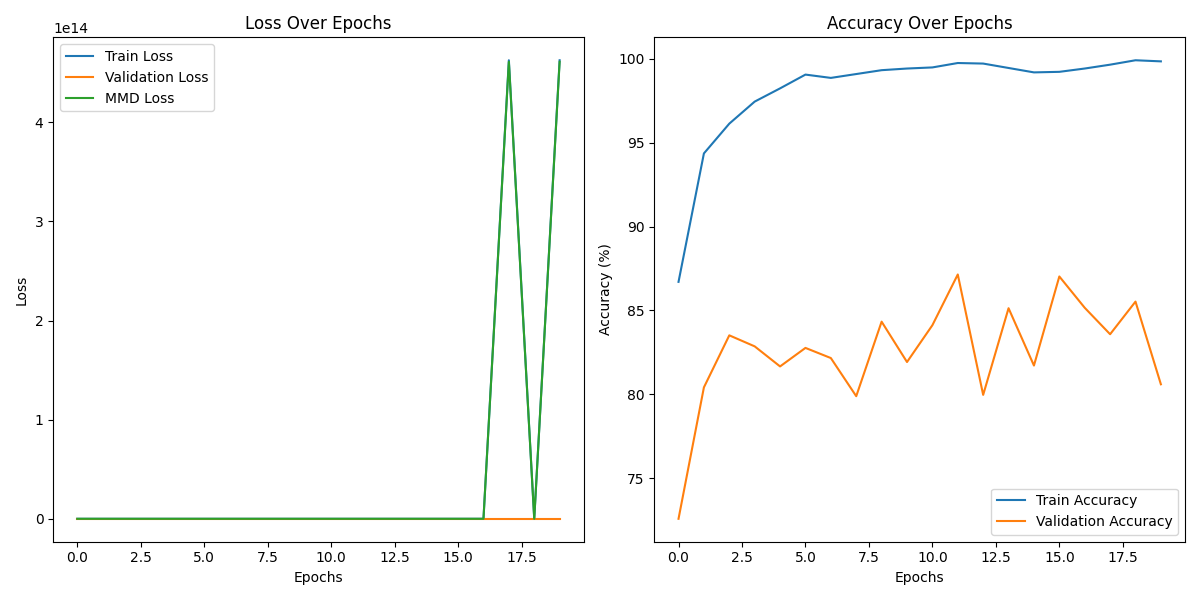 Loss Over Epochs
1e14
Train Loss
Validation Loss
MMD Loss
4
3
2
1
0
Loss
0.0 2.5 5.0 7.5 10.0 12.5 15.0 17.5
Epochs
Accuracy Over Epochs
100
95
90
85
80
75
Accuracy (%)
Train Accuracy
Validation Accuracy
0.0 2.5 5.0 7.5 10.0 12.5 15.0 17.5
Epochs